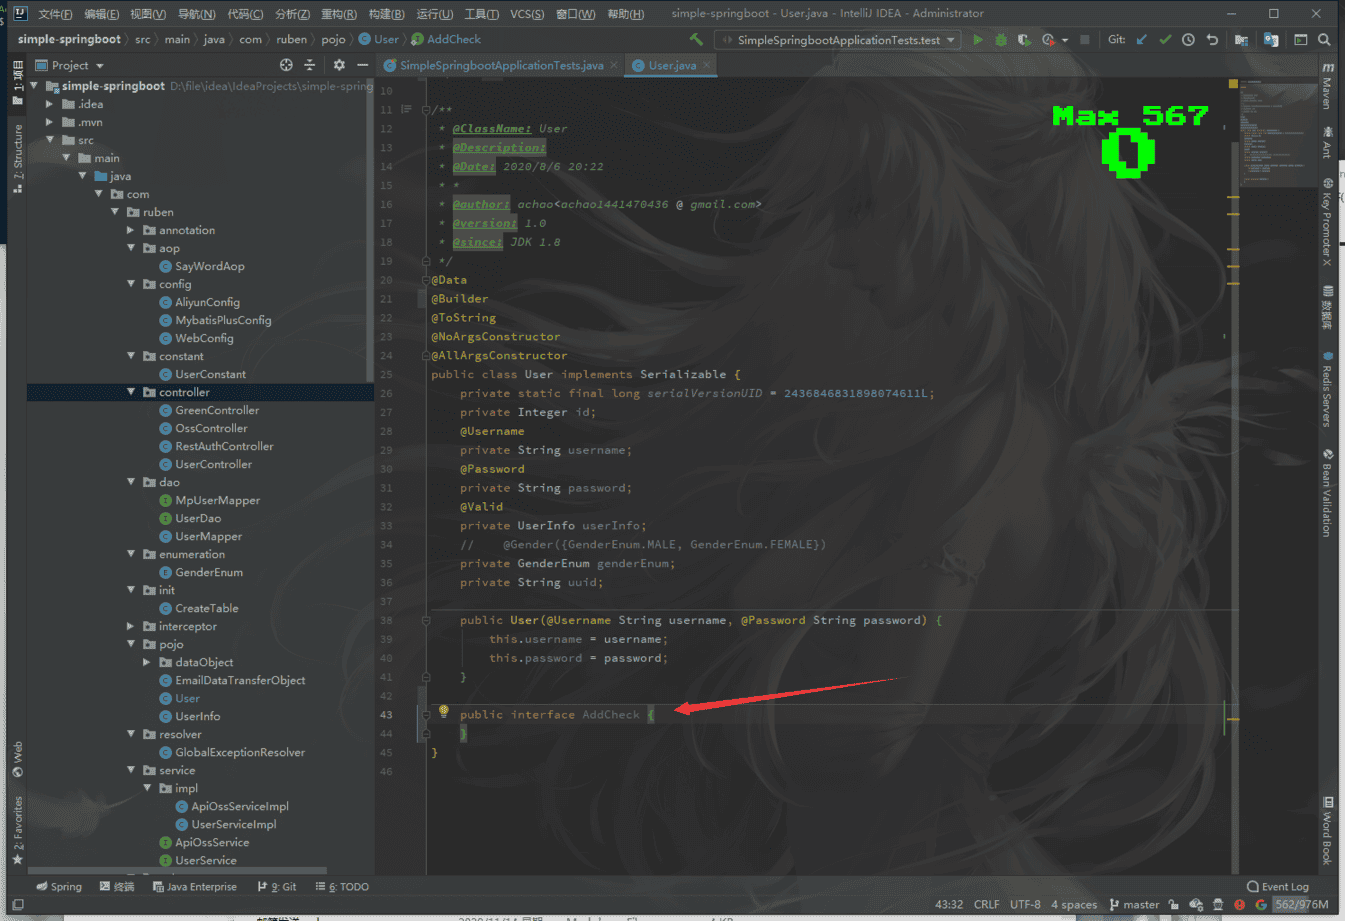 文件(F) 编辑(E) 视图(V) 导航(N) 代码(C) 分析(Z) 重构(R) 构建(B) 运行(U) 工具(T) VCS(S) 窗口(W) 帮助(H) simple-springboot - User.java - IntelliJ IDEA - Administrator
simple-springboot src main java com ruben pojo User AddCheck SimpleSpringbootApplicationTests.test Git:
Project
SimpleSpringbootApplicationTests.java User.java
simple-springboot D:\file\idea\IdeaProjects\simple-spring
.idea
.mvn
src
main
java
com
ruben
annotation
aop
SayWordAop
config
AliyunConfig
MybatisPlusConfig
WebConfig
constant
UserConstant
controller
GreenController
OssController
RestAuthController
UserController
dao
MpUserMapper
UserDao
UserMapper
enumeration
GenderEnum
init
CreateTable
interceptor
pojo
dataObject
EmailDataTransferObject
User
UserInfo
resolver
GlobalExceptionResolver
service
impl
ApiOssServiceImpl
UserServiceImpl
ApiOssService
UserService
1: 项目
7: Structure
Web
2: Favorites
10
11 /**
12 * @ClassName: User
13 * @Description:
14 * @Date: 2020/8/6 20:22
15 * *
16 * @author: achao<achao1441470436 @ gmail.com>
17 * @version: 1.0
18 * @since: JDK 1.8
19 */
20 @Data
21 @Builder
22 @ToString
23 @NoArgsConstructor
24 @AllArgsConstructor
25 public class User implements Serializable {
26 private static final long serialVersionUID = 2436846831898074611L;
27 private Integer id;
28 @Username
29 private String username;
30 @Password
31 private String password;
32 @Valid
33 private UserInfo userInfo;
34 // @Gender({GenderEnum.MALE, GenderEnum.FEMALE})
35 private GenderEnum genderEnum;
36 private String uuid;
37
38 public User(@Username String username, @Password String password) {
39 this.username = username;
40 this.password = password;
41 }
42
43 public interface AddCheck {
44 }
45 }
46
Max 567
0
Maven
Ant
Key Promoter X
数据库
Redis Servers
Bean Validation
Word Book
Spring 终端 Java Enterprise 9: Git 6: TODO Event Log
43:32 CRLF UTF-8 4 spaces master 562/976M